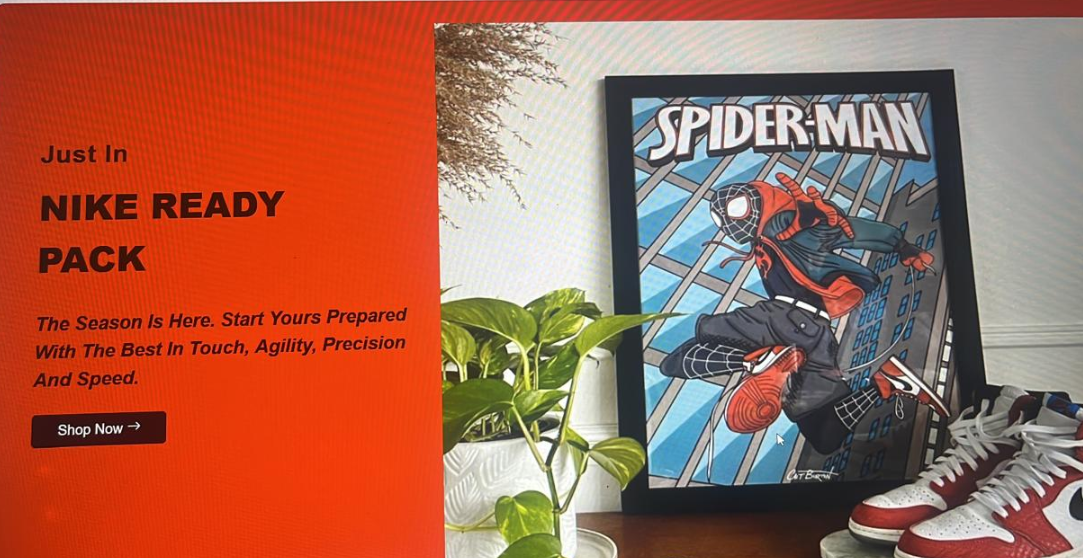 Just In
NIKE READY
PACK
The Season Is Here. Start Yours Prepared
With The Best In Touch, Agility, Precision
And Speed.
Shop Now →
SPIDER-MAN